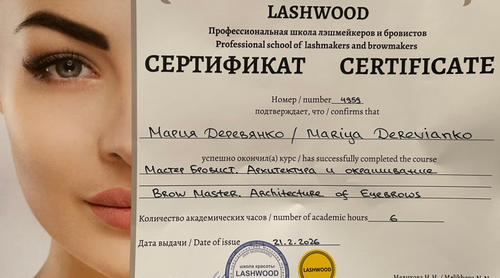 LASHWOOD
Профессиональная школа лэшмейкеров и бровистов
Professional school of lashmakers and browmakers
СЕРТИФИКАТ CERTIFICATE
Номер / number 4959
подтверждает, что / confirms that
Мария Деревянко / Mariya Derevianko
успешно окончил(а) курс / has successfully completed the course
Мастер Бровист. Архитектура и окрашивание
Brow Master. Architecture of Eyebrows
Количество академических часов / number of academic hours 6
Дата выдачи / Date of issue 21.2.2026
школа красоты
LASHWOOD
LASHWOOD